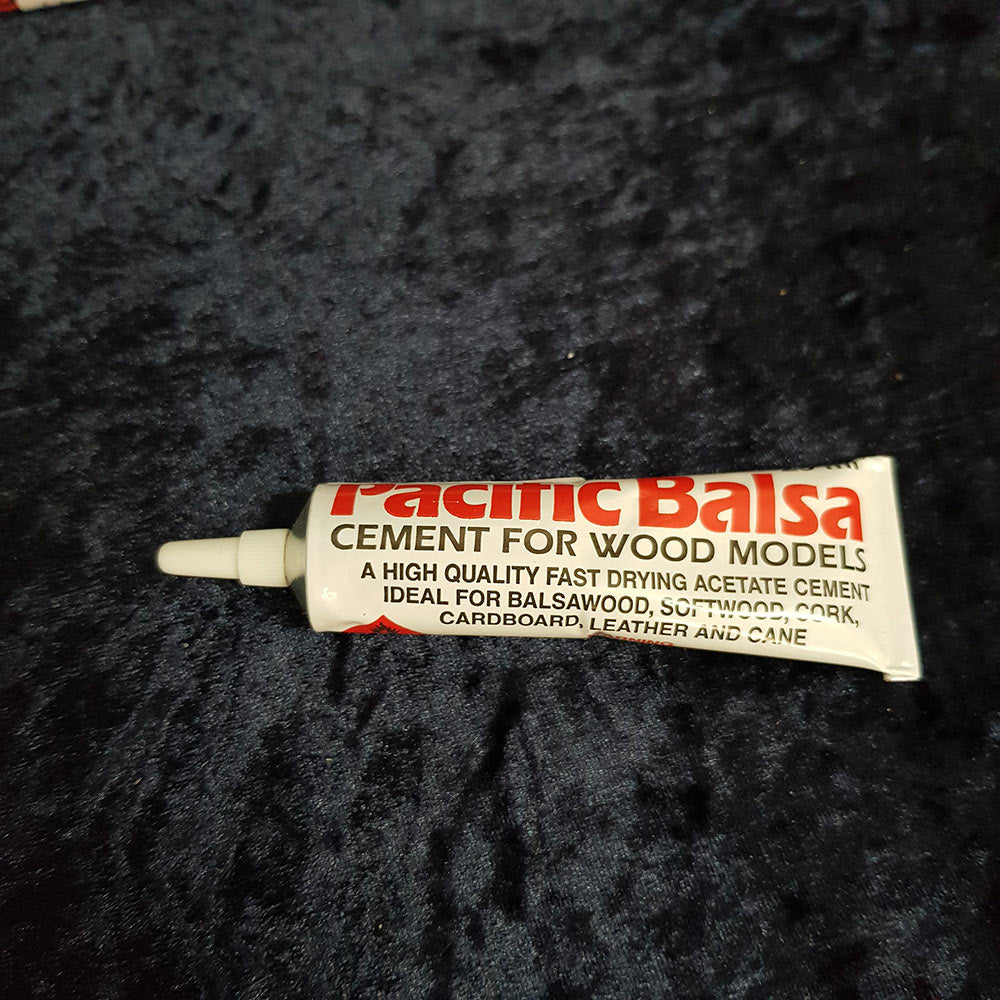 Pacific Balsa
CEMENT FOR WOOD MODELS
A HIGH QUALITY FAST DRYING ACETATE CEMENT
IDEAL FOR BALSAWOOD, SOFTWOOD, CORK,
CARDBOARD, LEATHER AND CANE